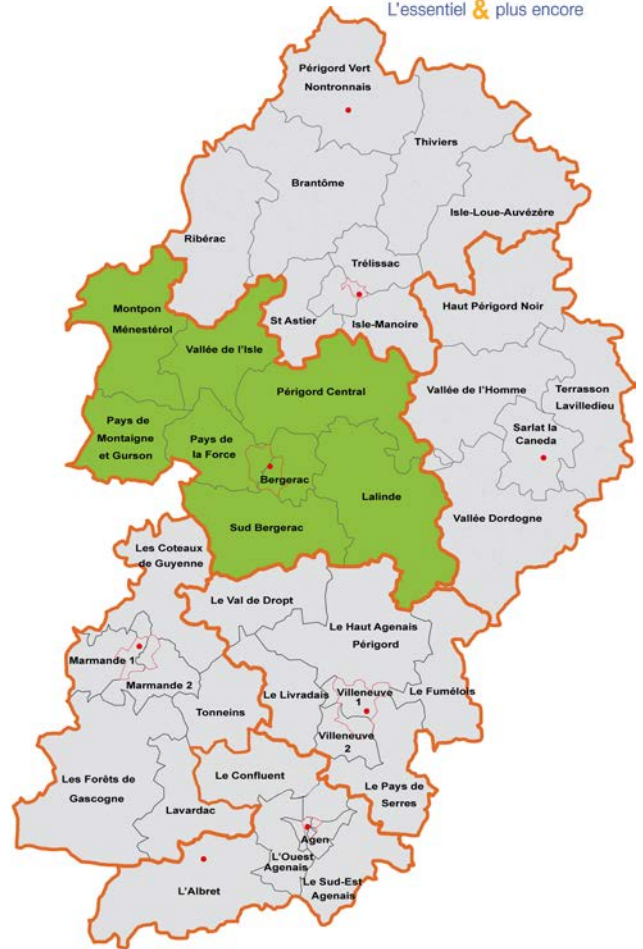 L'essentiel & plus encore
Périgord Vert
Nontronnais
Thiviers
Brantôme
Isle-Loue-Auvézère
Ribérac
Trélissac
Haut Périgord Noir
Montpon
Ménestérol
St Astier
Isle-Manoire
Vallée de l'Isle
Périgord Central
Vallée de l'Homme
Terrasson
Lavilledieu
Pays de
Montaigne
et Gurson
Pays de
la Force
Sarlat la
Caneda
Bergerac
Lalinde
Vallée Dordogne
Sud Bergerac
Les Coteaux
de Guyenne
Le Val de Dropt
Le Haut Agenais
Périgord
Marmande 1
Marmande 2
Le Livradais
Villeneuve
1
Le Fumélois
Tonneins
Villeneuve
2
Les Forêts de
Gascogne
Le Confluent
Le Pays de
Serres
Lavardac
Agen
L'Ouest
Agenais
L'Albret
Le Sud-Est
Agenais